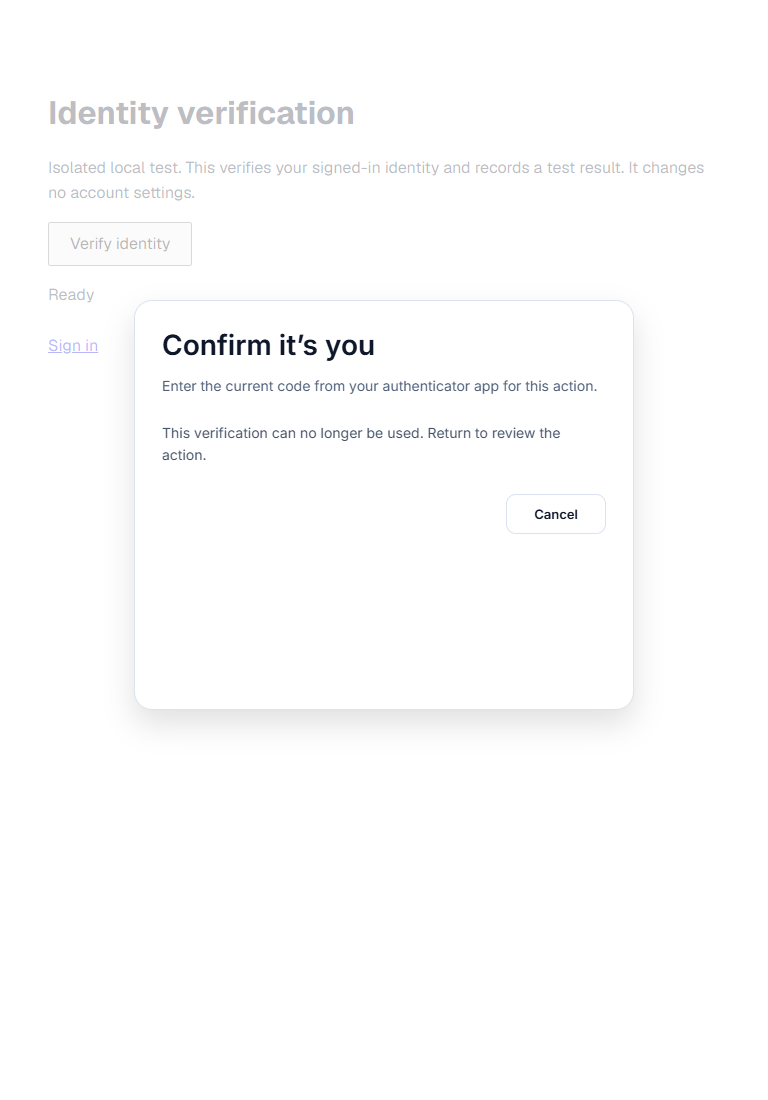 Identity verification
Isolated local test. This verifies your signed-in identity and records a test result. It changes
no account settings.
Verify identity
Ready
Sign in
Confirm it’s you
Enter the current code from your authenticator app for this action.
This verification can no longer be used. Return to review the
action.
Cancel